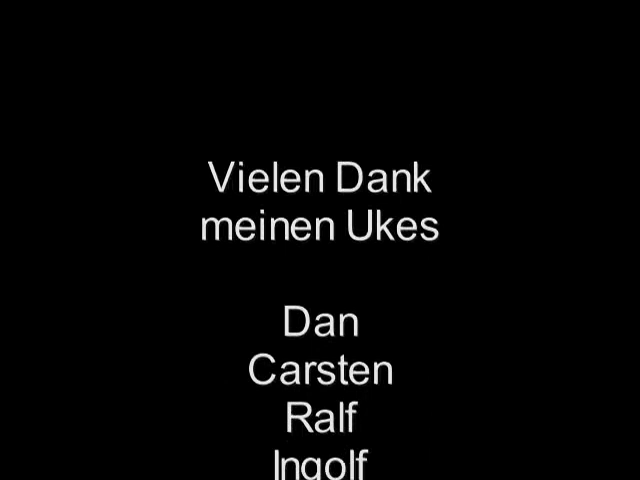 Vielen Dank
meinen Ukes
Dan
Carsten
Ralf
Ingolf